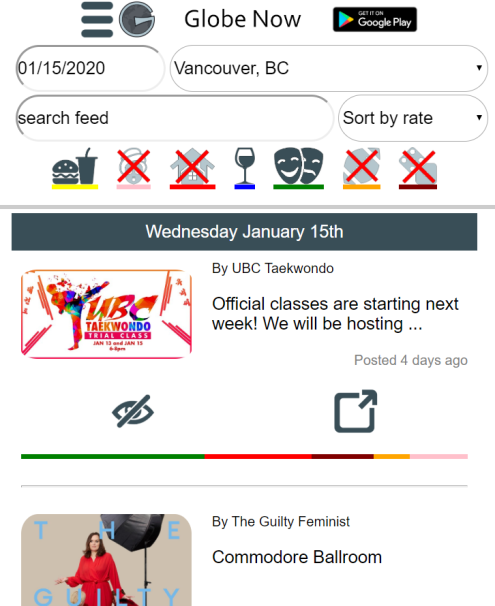 Globe Now
GET IT ON
Google Play
01/15/2020
Vancouver, BC
search feed
Sort by rate
Wednesday January 15th
By UBC Taekwondo
UBC
TAEKWONDO
TRIAL CLASS
JAN 13 and JAN 15
6-8pm
Official classes are starting next
week! We will be hosting ...
Posted 4 days ago
By The Guilty Feminist
THE
GUILTY
Commodore Ballroom